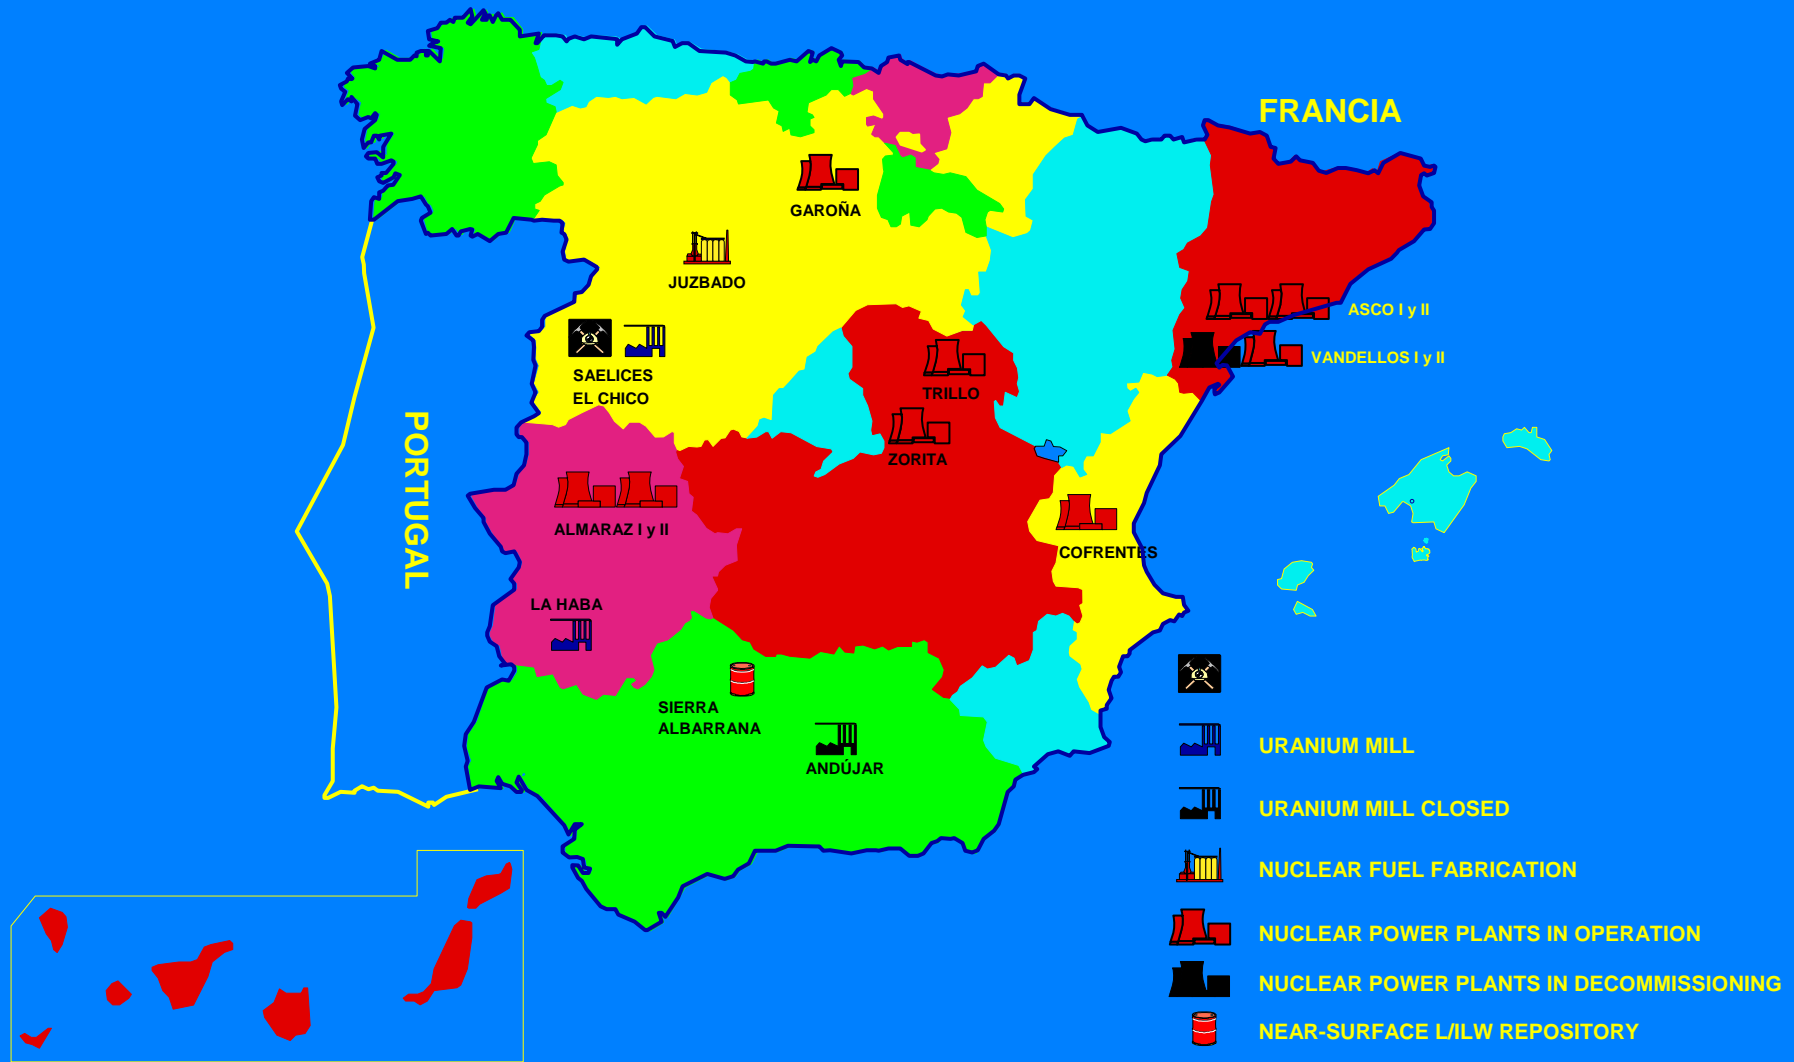 FRANCIA
GAROÑA
JUZBADO
ASCO I y II
VANDELLOS I y II
SAELICES
EL CHICO
TRILLO
ZORITA
PORTUGAL
ALMARAZ I y II
COFRENTES
LA HABA
SIERRA
ALBARRANA
ANDÚJAR
URANIUM MILL
URANIUM MILL CLOSED
NUCLEAR FUEL FABRICATION
NUCLEAR POWER PLANTS IN OPERATION
NUCLEAR POWER PLANTS IN DECOMMISSIONING
NEAR-SURFACE L/ILW REPOSITORY